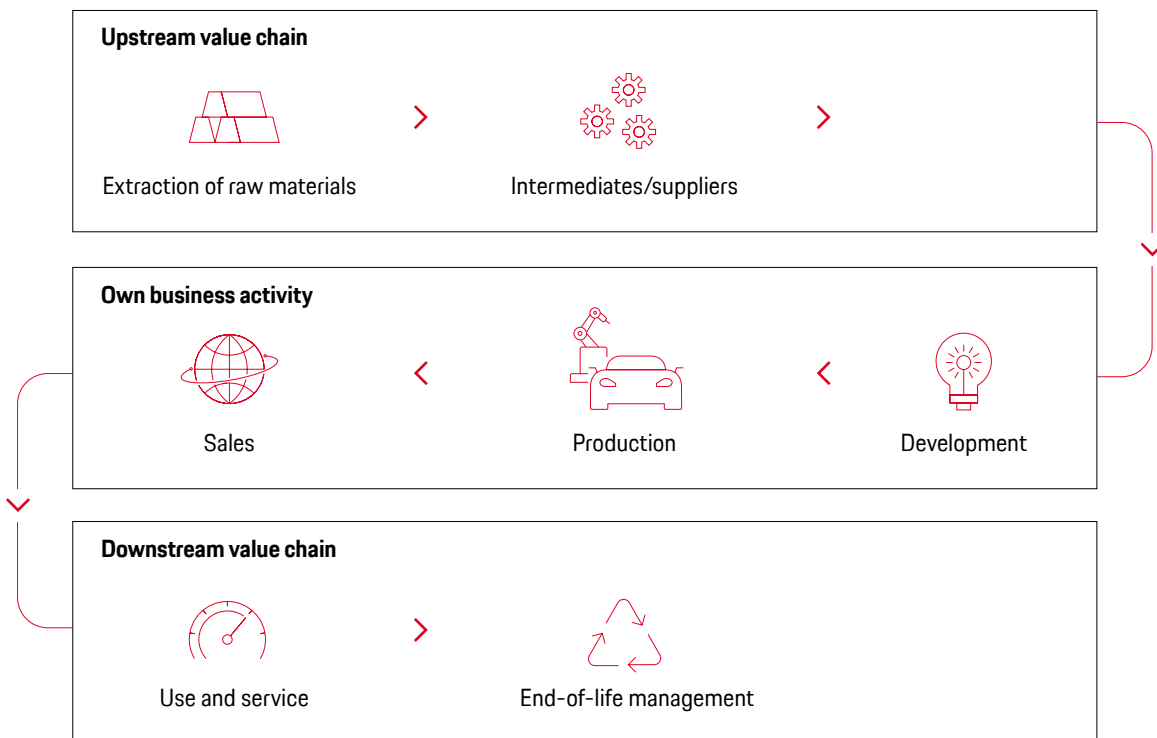 Upstream value chain
Extraction of raw materials
Intermediates/suppliers
Own business activity
Sales
Production
Development
Downstream value chain
Use and service
End-of-life management